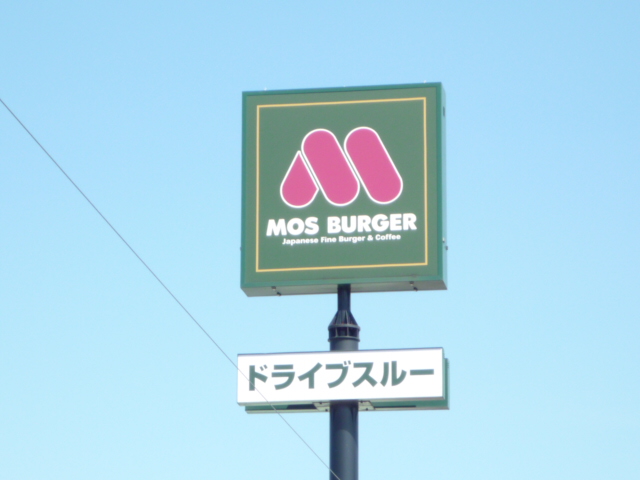 MOS BURGER
Japanese Fine Burger & Coffee
ドライブスルー